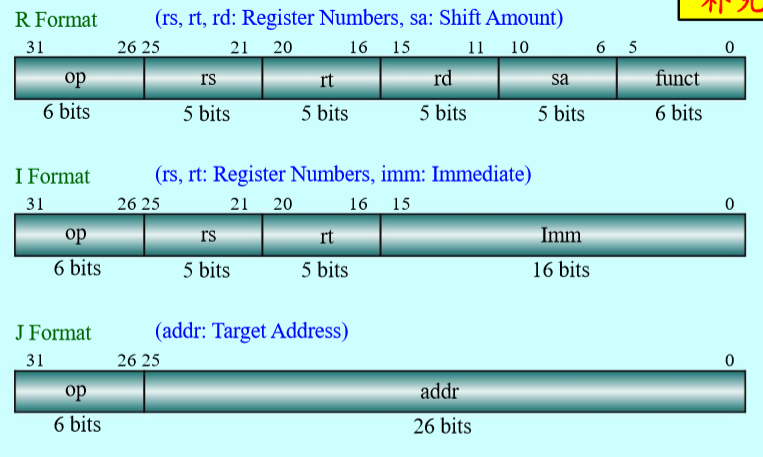 补充
R Format (rs, rt, rd: Register Numbers, sa: Shift Amount)
31 26 25 21 20 16 15 11 10 6 5 0
op rs rt rd sa funct
6 bits 5 bits 5 bits 5 bits 5 bits 6 bits
I Format (rs, rt: Register Numbers, imm: Immediate)
31 26 25 21 20 16 15 0
op rs rt Imm
6 bits 5 bits 5 bits 16 bits
J Format (addr: Target Address)
31 26 25 0
op addr
6 bits 26 bits